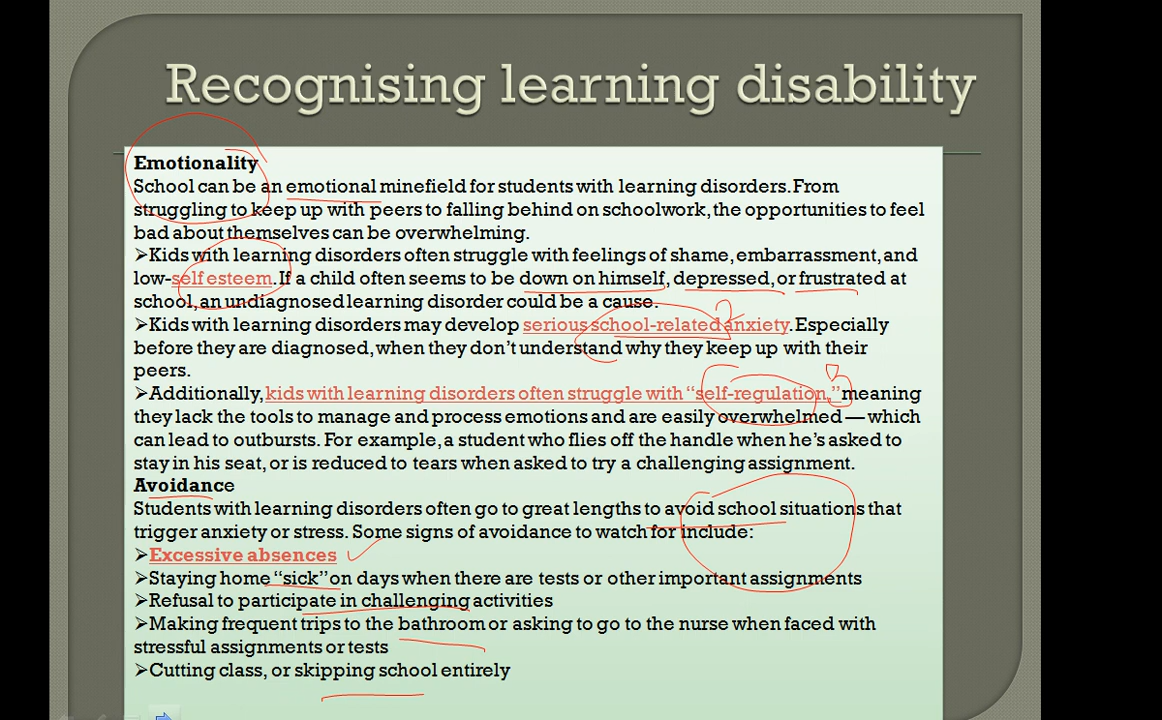 Recognising learning disability
Emotionality
School can be an emotional minefield for students with learning disorders. From
struggling to keep up with peers to falling behind on schoolwork, the opportunities to feel
bad about themselves can be overwhelming.
➢Kids with learning disorders often struggle with feelings of shame, embarrassment, and
low-self esteem. If a child often seems to be down on himself, depressed, or frustrated at
school, an undiagnosed learning disorder could be a cause.
➢Kids with learning disorders may develop serious school-related anxiety. Especially
before they are diagnosed, when they don’t understand why they keep up with their
peers.
➢Additionally, kids with learning disorders often struggle with “self-regulation,” meaning
they lack the tools to manage and process emotions and are easily overwhelmed — which
can lead to outbursts. For example, a student who flies off the handle when he’s asked to
stay in his seat, or is reduced to tears when asked to try a challenging assignment.
Avoidance
Students with learning disorders often go to great lengths to avoid school situations that
trigger anxiety or stress. Some signs of avoidance to watch for include:
➢Excessive absences
➢Staying home “sick” on days when there are tests or other important assignments
➢Refusal to participate in challenging activities
➢Making frequent trips to the bathroom or asking to go to the nurse when faced with
stressful assignments or tests
➢Cutting class, or skipping school entirely